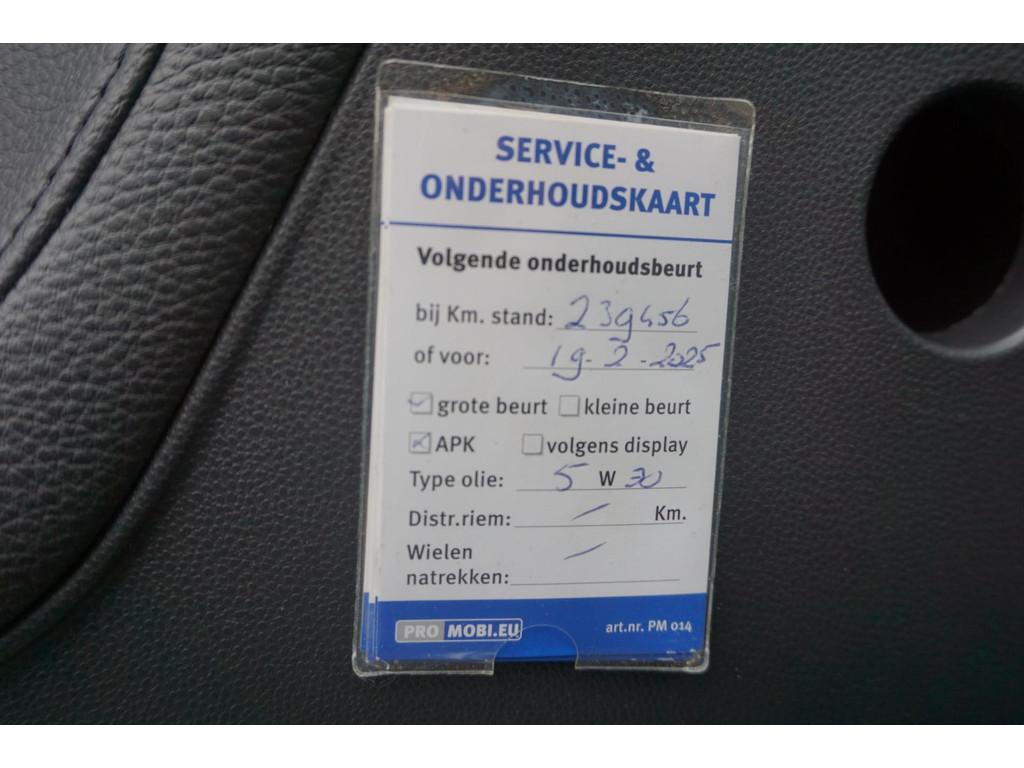 SERVICE- &
ONDERHOUDSKAART
Volgende onderhoudsbeurt
bij Km. stand: 239456
of voor: 19-2-2025
grote beurt kleine beurt
APK volgens display
Type olie: 5 W 30
Distr.riem: / Km.
Wielen /
natrekken:
PRO MOBI.EU art.nr. PM 014